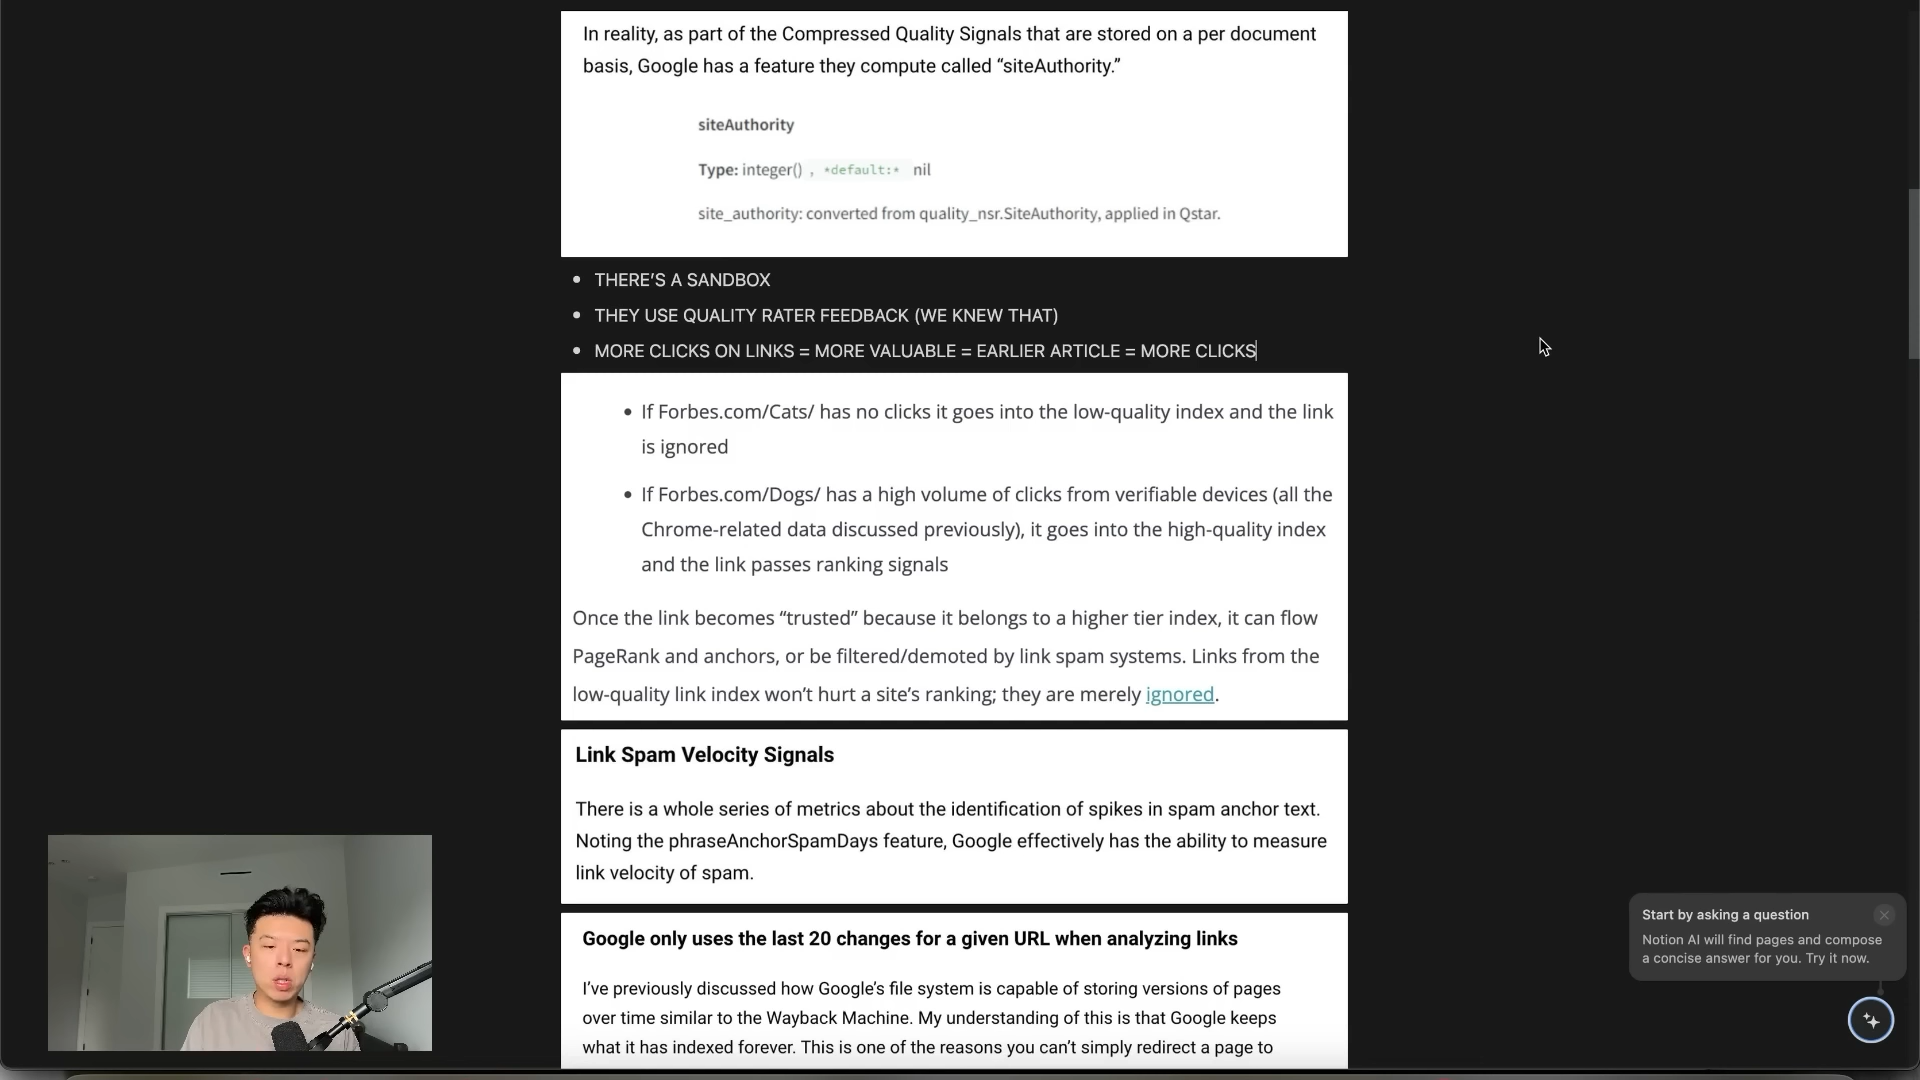 In reality, as part of the Compressed Quality Signals that are stored on a per document
basis, Google has a feature they compute called “siteAuthority.”
siteAuthority
Type: integer() , *default:* nil
site_authority: converted from quality_nsr.SiteAuthority, applied in Qstar.
• THERE’S A SANDBOX
• THEY USE QUALITY RATER FEEDBACK (WE KNEW THAT)
• MORE CLICKS ON LINKS = MORE VALUABLE = EARLIER ARTICLE = MORE CLICKS
• If Forbes.com/Cats/ has no clicks it goes into the low-quality index and the link
is ignored
• If Forbes.com/Dogs/ has a high volume of clicks from verifiable devices (all the
Chrome-related data discussed previously), it goes into the high-quality index
and the link passes ranking signals
Once the link becomes “trusted” because it belongs to a higher tier index, it can flow
PageRank and anchors, or be filtered/demoted by link spam systems. Links from the
low-quality link index won’t hurt a site’s ranking; they are merely ignored.
Link Spam Velocity Signals
There is a whole series of metrics about the identification of spikes in spam anchor text.
Noting the phraseAnchorSpamDays feature, Google effectively has the ability to measure
link velocity of spam.
Google only uses the last 20 changes for a given URL when analyzing links
I’ve previously discussed how Google’s file system is capable of storing versions of pages
over time similar to the Wayback Machine. My understanding of this is that Google keeps
what it has indexed forever. This is one of the reasons you can’t simply redirect a page to
Start by asking a question
Notion AI will find pages and compose
a concise answer for you. Try it now.